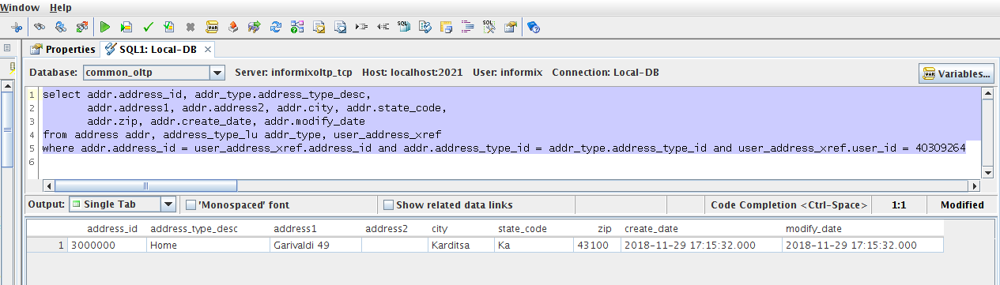 Window Help
Properties SQL1: Local-DB
Database: common_oltp Server: informixoltp_tcp Host: localhost:2021 User: informix Connection: Local-DB Variables...
1 select addr.address_id, addr_type.address_type_desc,
2 addr.address1, addr.address2, addr.city, addr.state_code,
3 addr.zip, addr.create_date, addr.modify_date
4 from address addr, address_type_lu addr_type, user_address_xref
5 where addr.address_id = user_address_xref.address_id and addr.address_type_id = addr_type.address_type_id and user_address_xref.user_id = 40309264
6
Output: Single Tab 'Monospaced' font Show related data links Code Completion <Ctrl-Space> 1:1 Modified
address_id address_type_desc address1 address2 city state_code zip create_date modify_date
1 3000000 Home Garivaldi 49 Karditsa Ka 43100 2018-11-29 17:15:32.000 2018-11-29 17:15:32.000